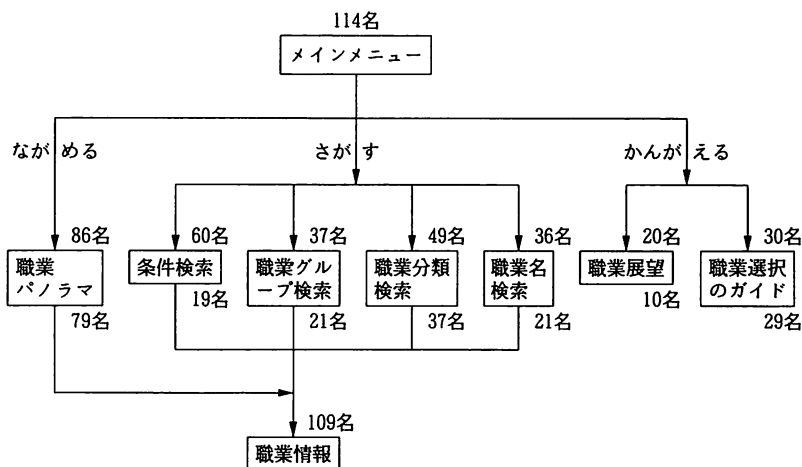 114名
メインメニュー
ながめる
さがす
かんがえる
86名
60名
37名
49名
36名
20名
30名
職業
パノラマ
条件検索
職業グル
ープ検索
職業分類
検索
職業名
検索
職業展望
職業選択
のガイド
79名
19名
21名
37名
21名
10名
29名
109名
職業情報